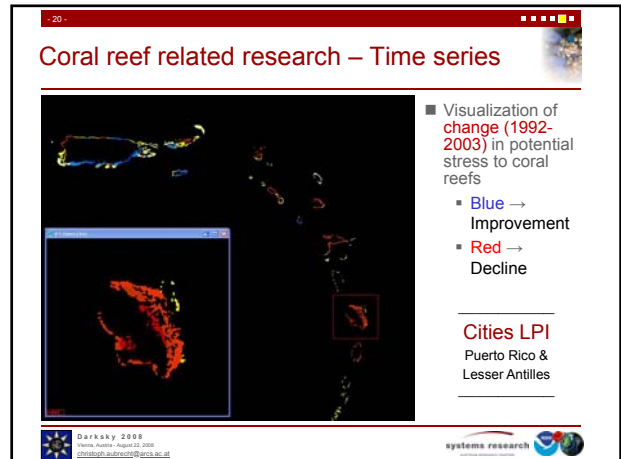 - 20 -
Coral reef related research – Time series
■ Visualization of
change (1992-
2003) in potential
stress to coral
reefs
▪ Blue →
Improvement
▪ Red →
Decline
Cities LPI
Puerto Rico &
Lesser Antilles
Darksky 2008
Vienna, Austria - August 22, 2008
christoph.aubrecht@arcs.ac.at
systems research